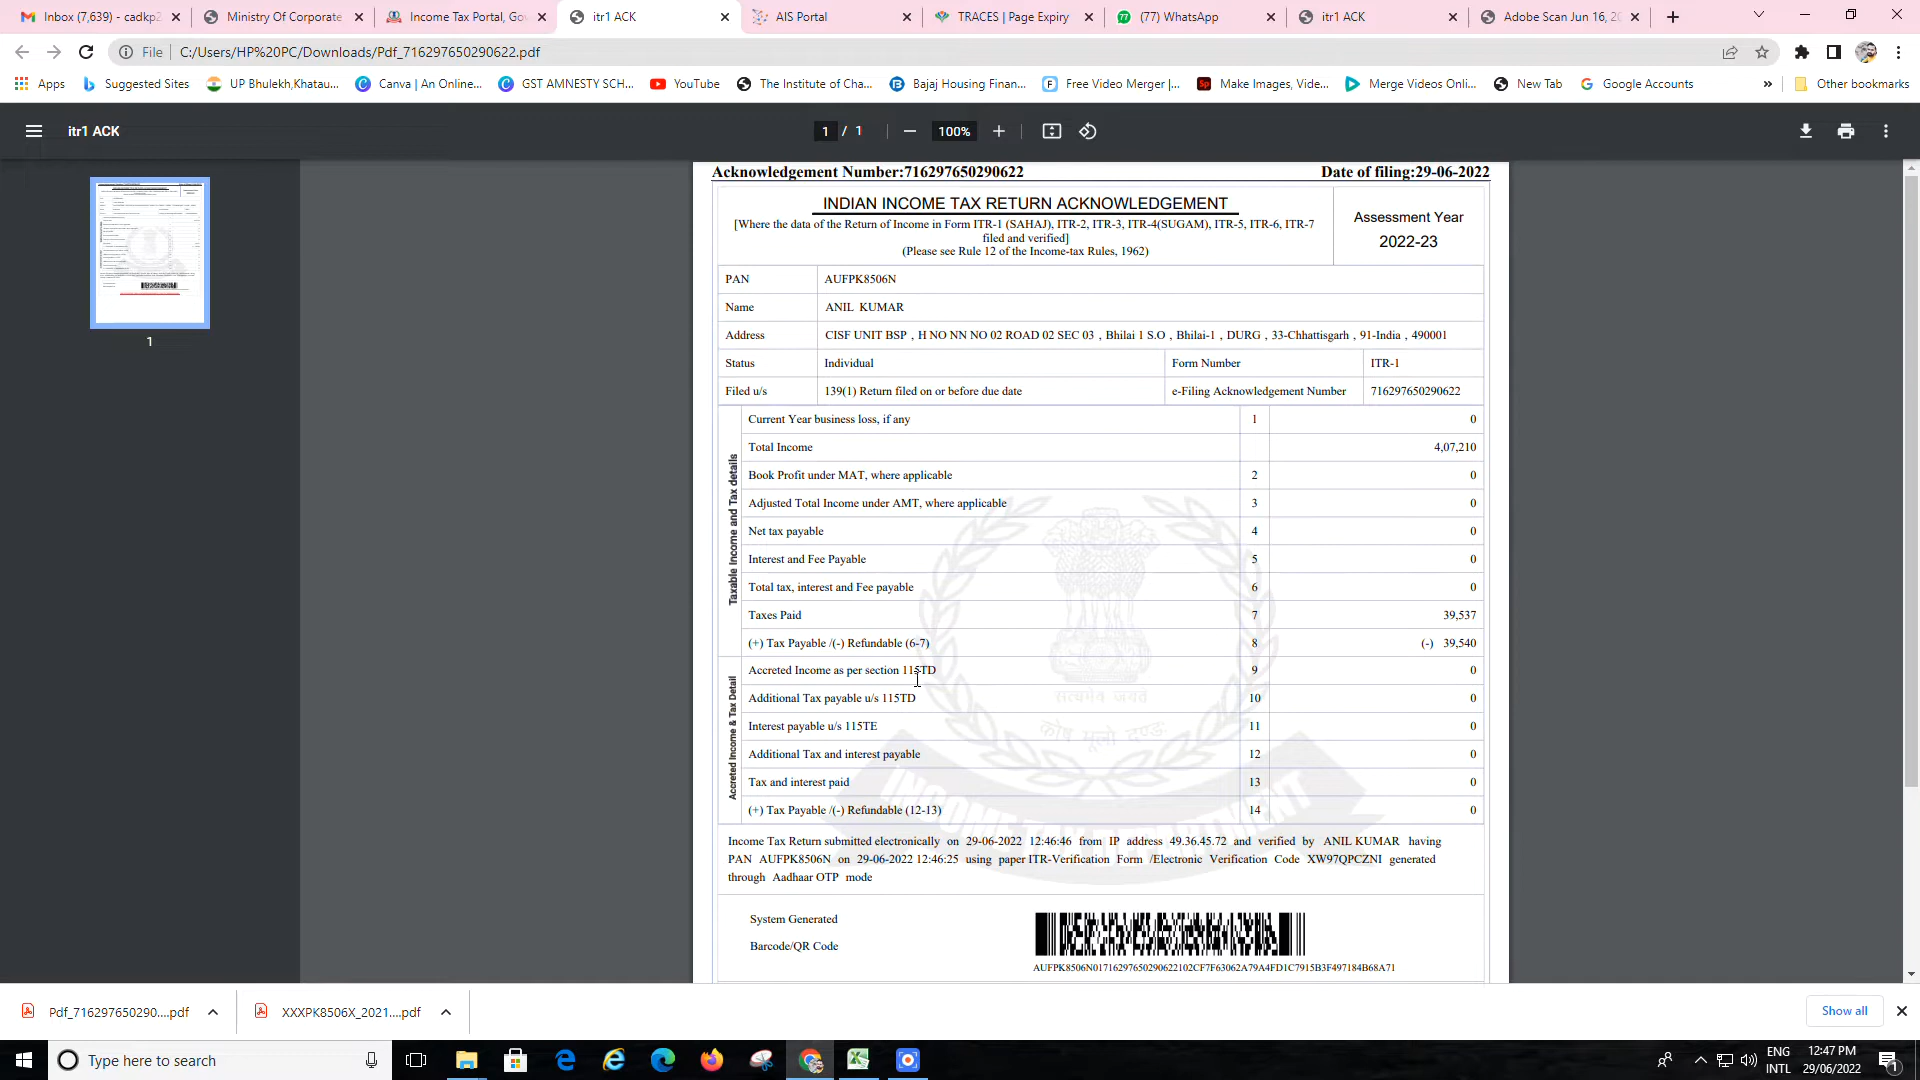 Inbox (7,639) - cadkp2
Ministry Of Corporate
Income Tax Portal, Gov
itr1 ACK
AIS Portal
TRACES | Page Expiry
(77) WhatsApp
itr1 ACK
Adobe Scan Jun 16, 20
File
C:/Users/HP%20PC/Downloads/Pdf_716297650290622.pdf
Apps
Suggested Sites
UP Bhulekh,Khatau...
Canva | An Online...
GST AMNESTY SCH...
YouTube
The Institute of Cha...
Bajaj Housing Finan...
Free Video Merger |...
Make Images, Vide...
Merge Videos Onli...
New Tab
Google Accounts
»
Other bookmarks
itr1 ACK
1 / 1
100%
1
Acknowledgement Number:716297650290622
Date of filing:29-06-2022
INDIAN INCOME TAX RETURN ACKNOWLEDGEMENT
[Where the data of the Return of Income in Form ITR-1 (SAHAJ), ITR-2, ITR-3, ITR-4(SUGAM), ITR-5, ITR-6, ITR-7
filed and verified]
(Please see Rule 12 of the Income-tax Rules, 1962)
Assessment Year
2022-23
PAN AUFPK8506N
Name ANIL KUMAR
Address CISF UNIT BSP , H NO NN NO 02 ROAD 02 SEC 03 , Bhilai 1 S.O , Bhilai-1 , DURG , 33-Chhattisgarh , 91-India , 490001
Status Individual Form Number ITR-1
Filed u/s 139(1) Return filed on or before due date e-Filing Acknowledgement Number 716297650290622
Taxable Income and Tax details
Current Year business loss, if any 1 0
Total Income 4,07,210
Book Profit under MAT, where applicable 2 0
Adjusted Total Income under AMT, where applicable 3 0
Net tax payable 4 0
Interest and Fee Payable 5 0
Total tax, interest and Fee payable 6 0
Taxes Paid 7 39,537
(+) Tax Payable /(-) Refundable (6-7) 8 (-) 39,540
Accreted Income & Tax Detail
Accreted Income as per section 115TD 9 0
Additional Tax payable u/s 115TD 10 0
Interest payable u/s 115TE 11 0
Additional Tax and interest payable 12 0
Tax and interest paid 13 0
(+) Tax Payable /(-) Refundable (12-13) 14 0
सत्यमेव जयते
कोष मूलो दण्डः
INCOME TAX DEPARTMENT
Income Tax Return submitted electronically on 29-06-2022 12:46:46 from IP address 49.36.45.72 and verified by ANIL KUMAR having
PAN AUFPK8506N on 29-06-2022 12:46:25 using paper ITR-Verification Form /Electronic Verification Code XW97QPCZNI generated
through Aadhaar OTP mode
System Generated
Barcode/QR Code
AUFPK8506N01716297650290622102CF7F63062A79A4FD1C7915B3F497184B68A71
Pdf_716297650290....pdf
XXXPK8506X_2021....pdf
Show all
Type here to search
ENG
INTL
12:47 PM
29/06/2022
1